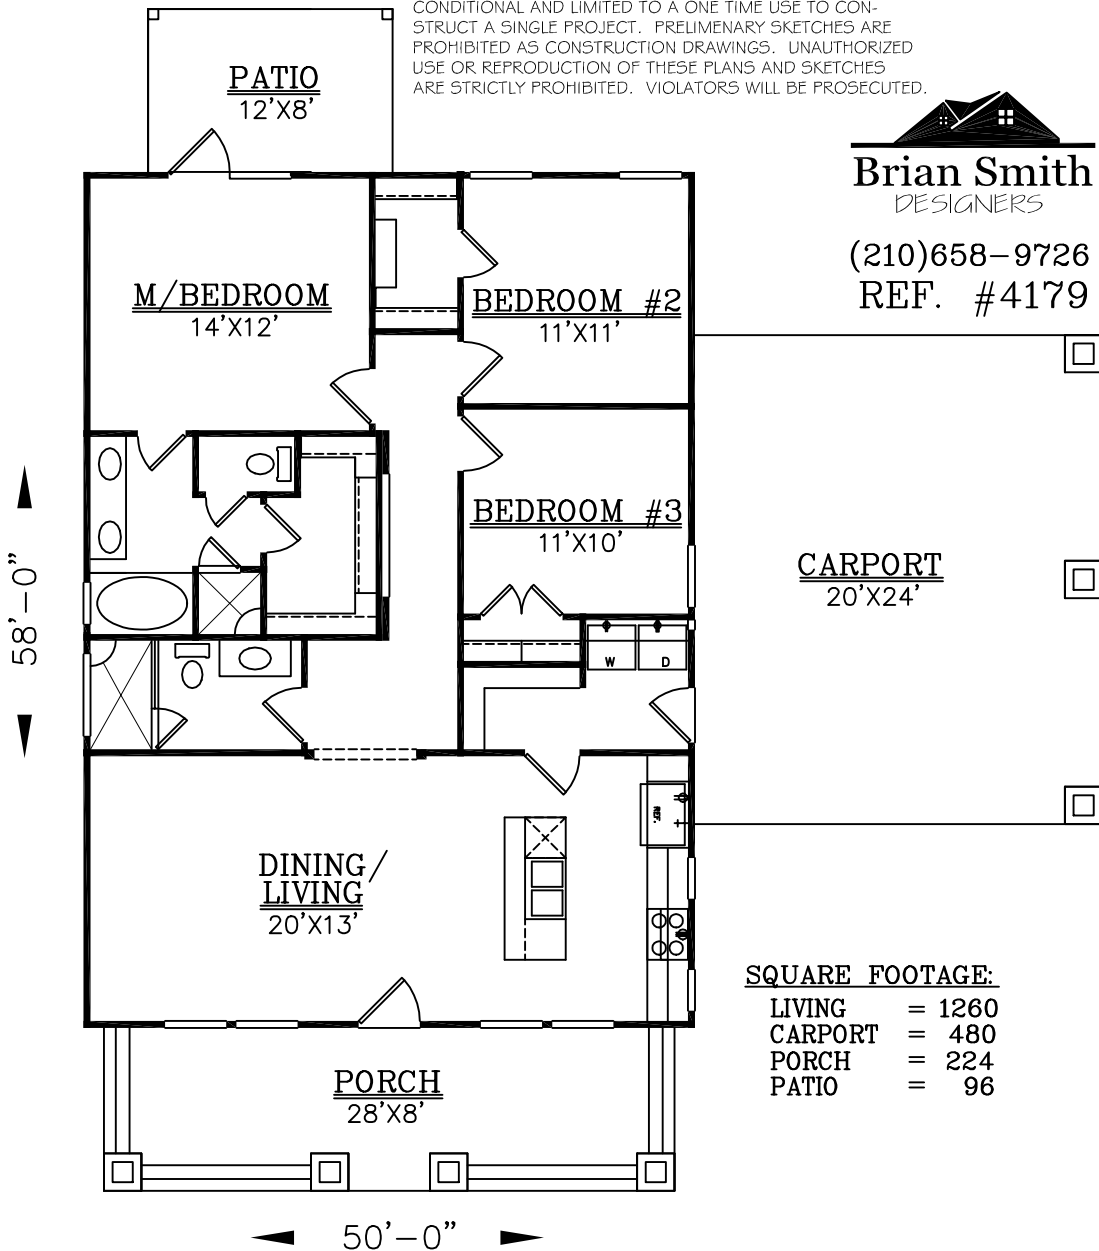 CONDITIONAL AND LIMITED TO A ONE TIME USE TO CON-
STRUCT A SINGLE PROJECT. PRELIMENARY SKETCHES ARE
PROHIBITED AS CONSTRUCTION DRAWINGS. UNAUTHORIZED
USE OR REPRODUCTION OF THESE PLANS AND SKETCHES
ARE STRICTLY PROHIBITED. VIOLATORS WILL BE PROSECUTED.
PATIO
12'X8'
Brian Smith
DESIGNERS
(210)658-9726
REF. #4179
M/BEDROOM
14'X12'
BEDROOM #2
11'X11'
BEDROOM #3
11'X10'
CARPORT
20'X24'
58'-0"
W D
REF.
DINING/
LIVING
20'X13'
SQUARE FOOTAGE:
LIVING = 1260
CARPORT = 480
PORCH = 224
PATIO = 96
PORCH
28'X8'
50'-0"